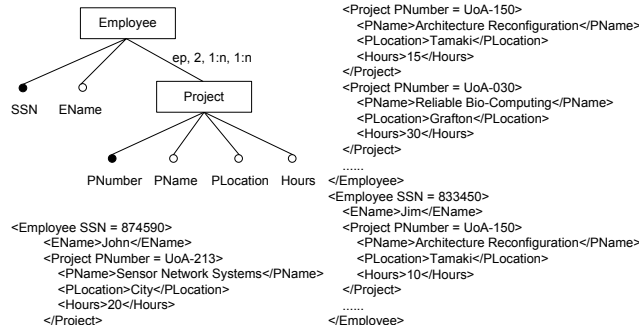 Employee
ep, 2, 1:n, 1:n
SSN EName
Project
PNumber PName PLocation Hours
<Employee SSN = 874590>
<EName>John</EName>
<Project PNumber = UoA-213>
<PName>Sensor Network Systems</PName>
<PLocation>City</PLocation>
<Hours>20</Hours>
</Project>
<Project PNumber = UoA-150>
<PName>Architecture Reconfiguration</PName>
<PLocation>Tamaki</PLocation>
<Hours>15</Hours>
</Project>
<Project PNumber = UoA-030>
<PName>Reliable Bio-Computing</PName>
<PLocation>Grafton</PLocation>
<Hours>30</Hours>
</Project>
......
</Employee>
<Employee SSN = 833450>
<EName>Jim</EName>
<Project PNumber = UoA-150>
<PName>Architecture Reconfiguration</PName>
<PLocation>Tamaki</PLocation>
<Hours>10</Hours>
</Project>
......
</Employee>